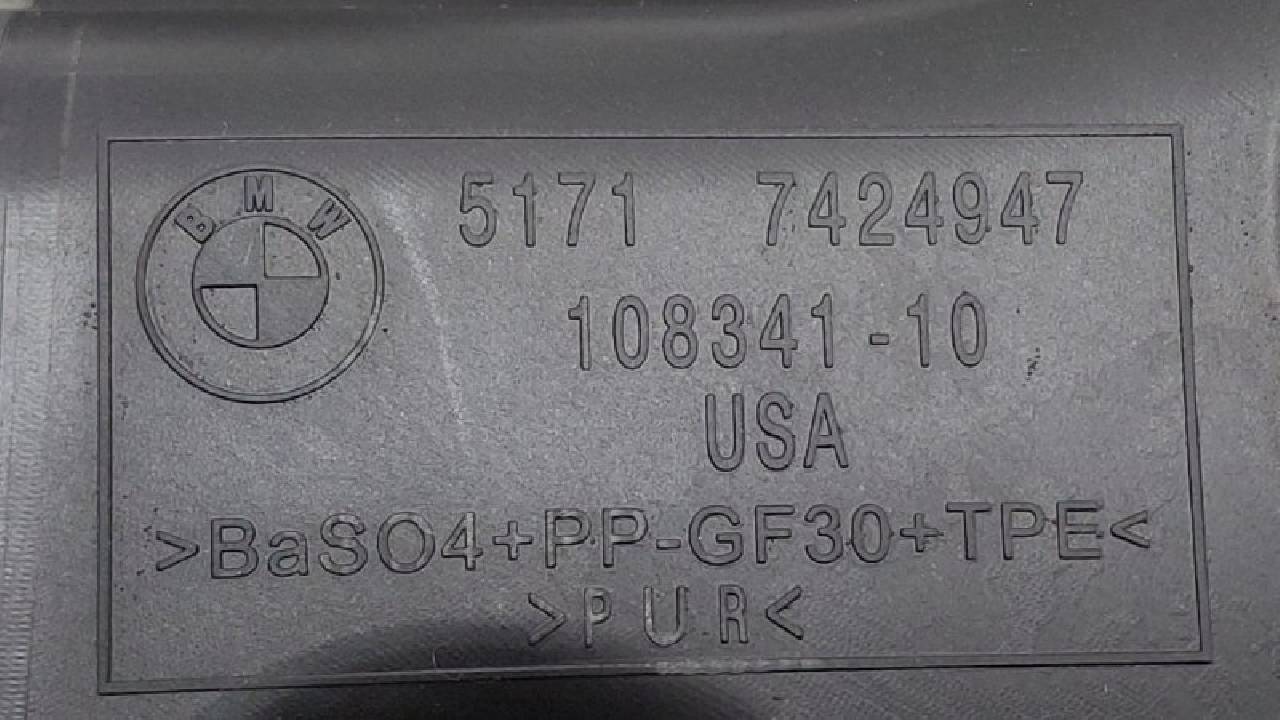 BMW
5171 7424947
108341-10
USA
>BaSO4+PP-GF30+TPE<
>PUR<